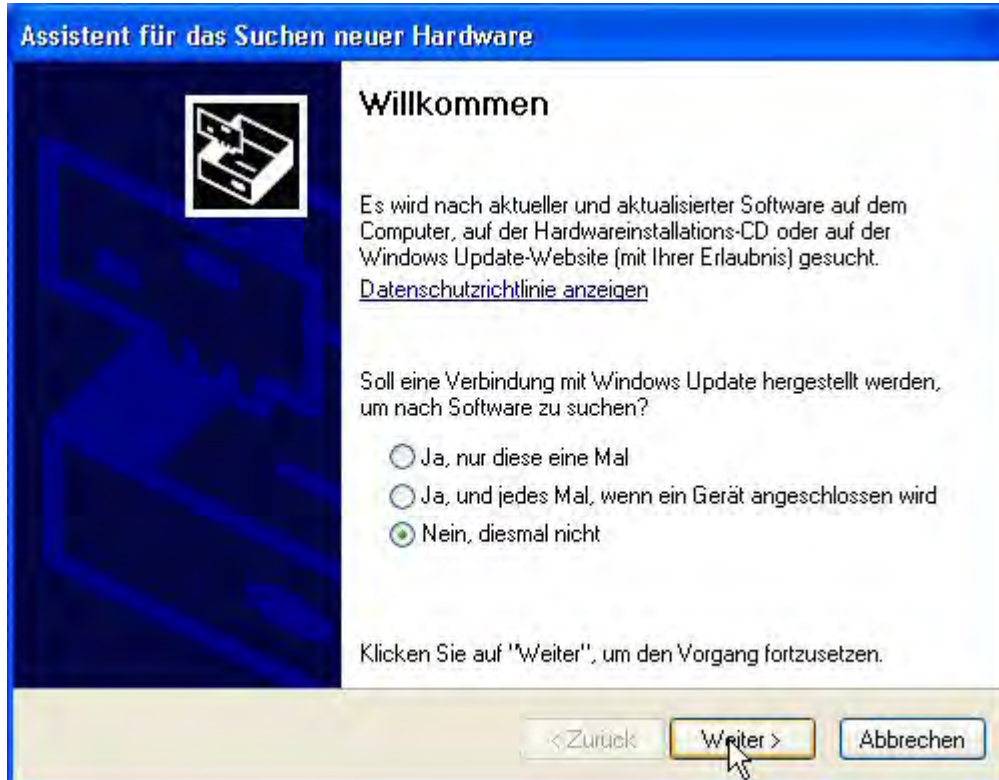 Assistent für das Suchen neuer Hardware
Willkommen
Es wird nach aktueller und aktualisierter Software auf dem
Computer, auf der Hardwareinstallations-CD oder auf der
Windows Update-Website (mit Ihrer Erlaubnis) gesucht.
Datenschutzrichtlinie anzeigen
Soll eine Verbindung mit Windows Update hergestellt werden,
um nach Software zu suchen?
Ja, nur diese eine Mal
Ja, und jedes Mal, wenn ein Gerät angeschlossen wird
Nein, diesmal nicht
Klicken Sie auf "Weiter", um den Vorgang fortzusetzen.
< Zurück Weiter > Abbrechen